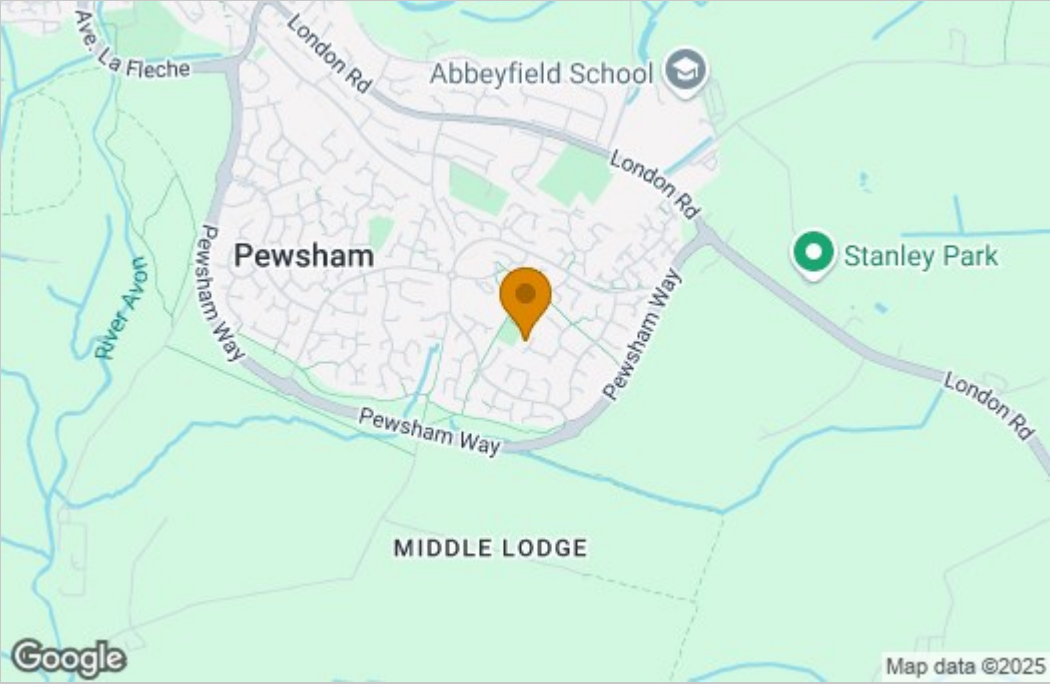 Ave. La Fleche
London Rd
Abbeyfield School
London Rd
Pewsham Way
Pewsham
Stanley Park
River Avon
Pewsham Way
London Rd
Pewsham Way
MIDDLE LODGE
Google
Map data ©2025